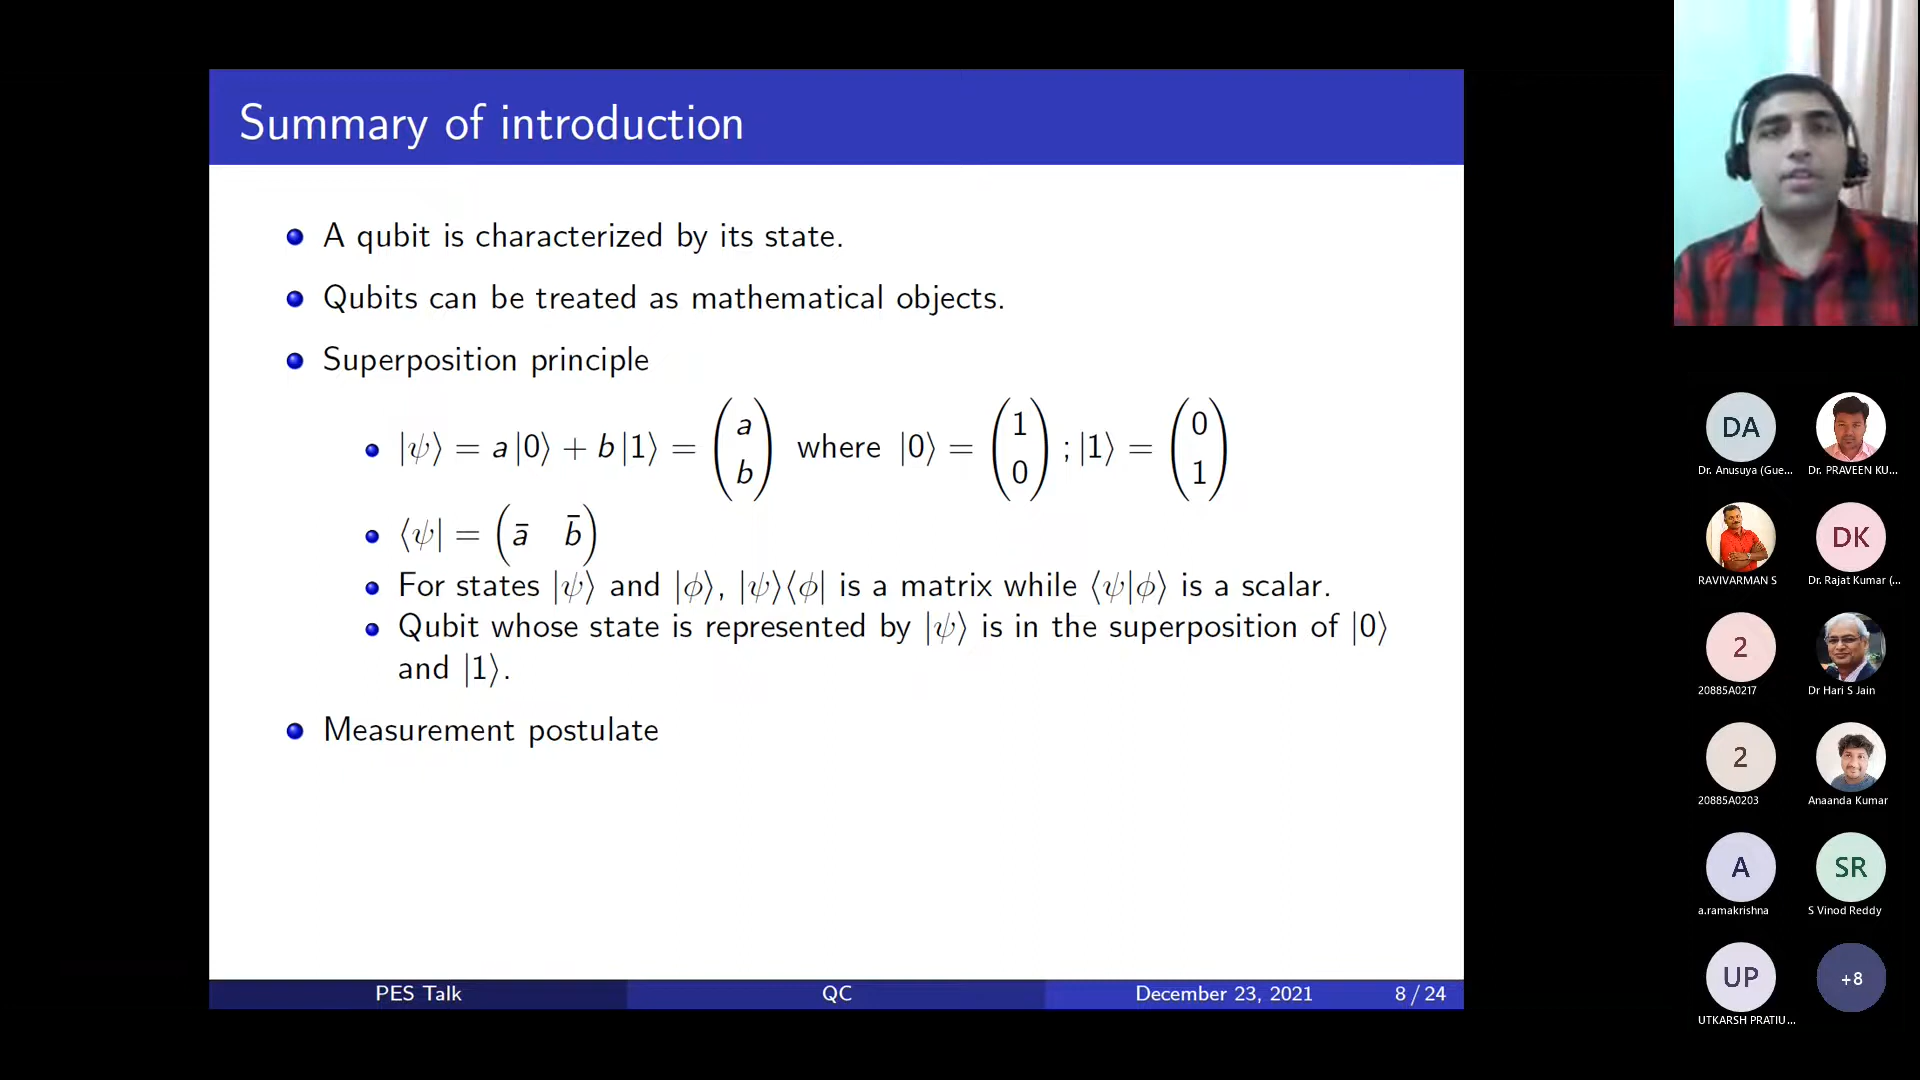 Summary of introduction
A qubit is characterized by its state.
Qubits can be treated as mathematical objects.
Superposition principle
|ψ⟩ = a |0⟩ + b |1⟩ = (a b) where |0⟩ = (1 0) ; |1⟩ = (0 1)
⟨ψ| = (ā b̄)
For states |ψ⟩ and |ϕ⟩, |ψ⟩⟨ϕ| is a matrix while ⟨ψ|ϕ⟩ is a scalar.
Qubit whose state is represented by |ψ⟩ is in the superposition of |0⟩
and |1⟩.
Measurement postulate
PES Talk QC December 23, 2021 8 / 24
DA
Dr. Anusuya (Gue... Dr. PRAVEEN KU...
DK
RAVIVARMAN S Dr. Rajat Kumar (...
2
20885A0217 Dr Hari S Jain
2
20885A0203 Anaanda Kumar
A SR
a.ramakrishna S Vinod Reddy
UP +8
UTKARSH PRATIU...